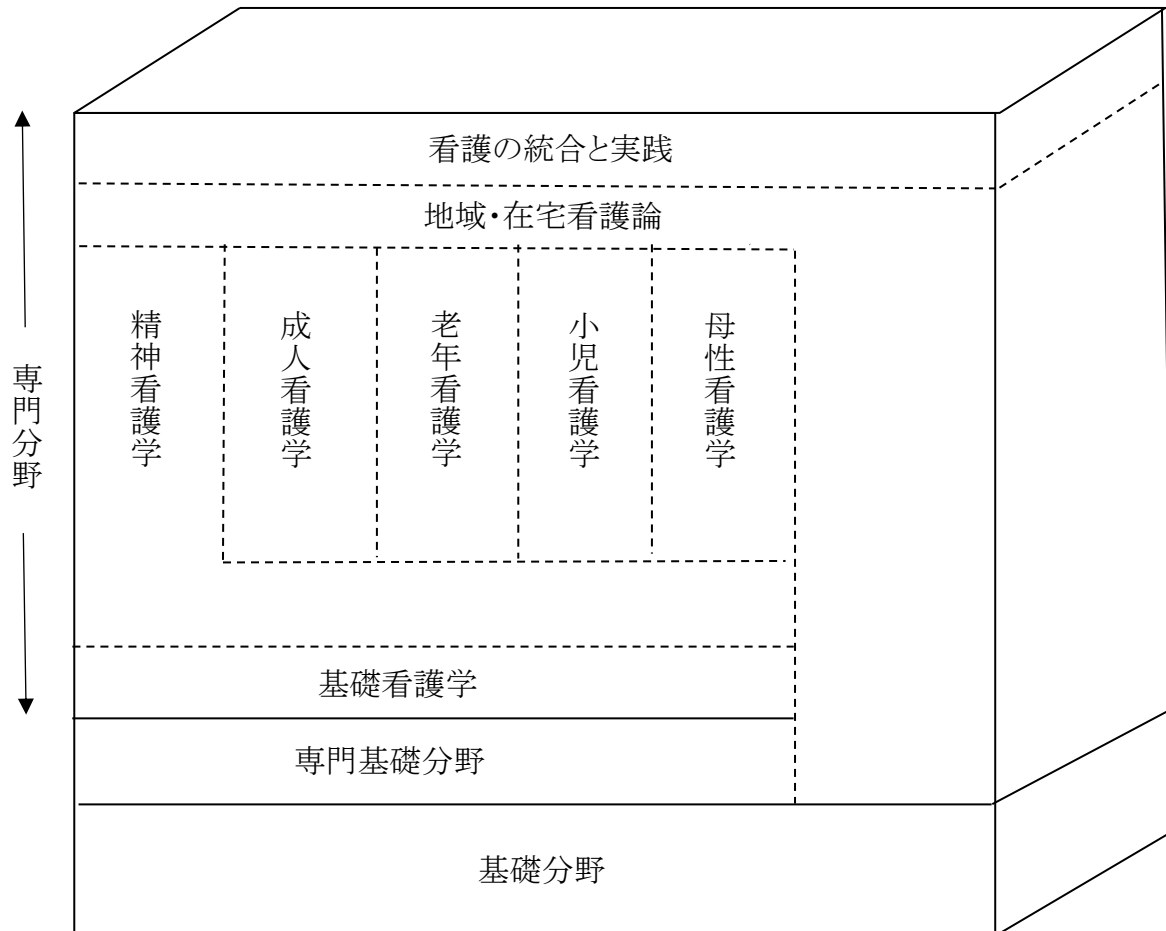 看護の統合と実践
地域・在宅看護論
精神看護学
成人看護学
老年看護学
小児看護学
母性看護学
専門分野
基礎看護学
専門基礎分野
基礎分野